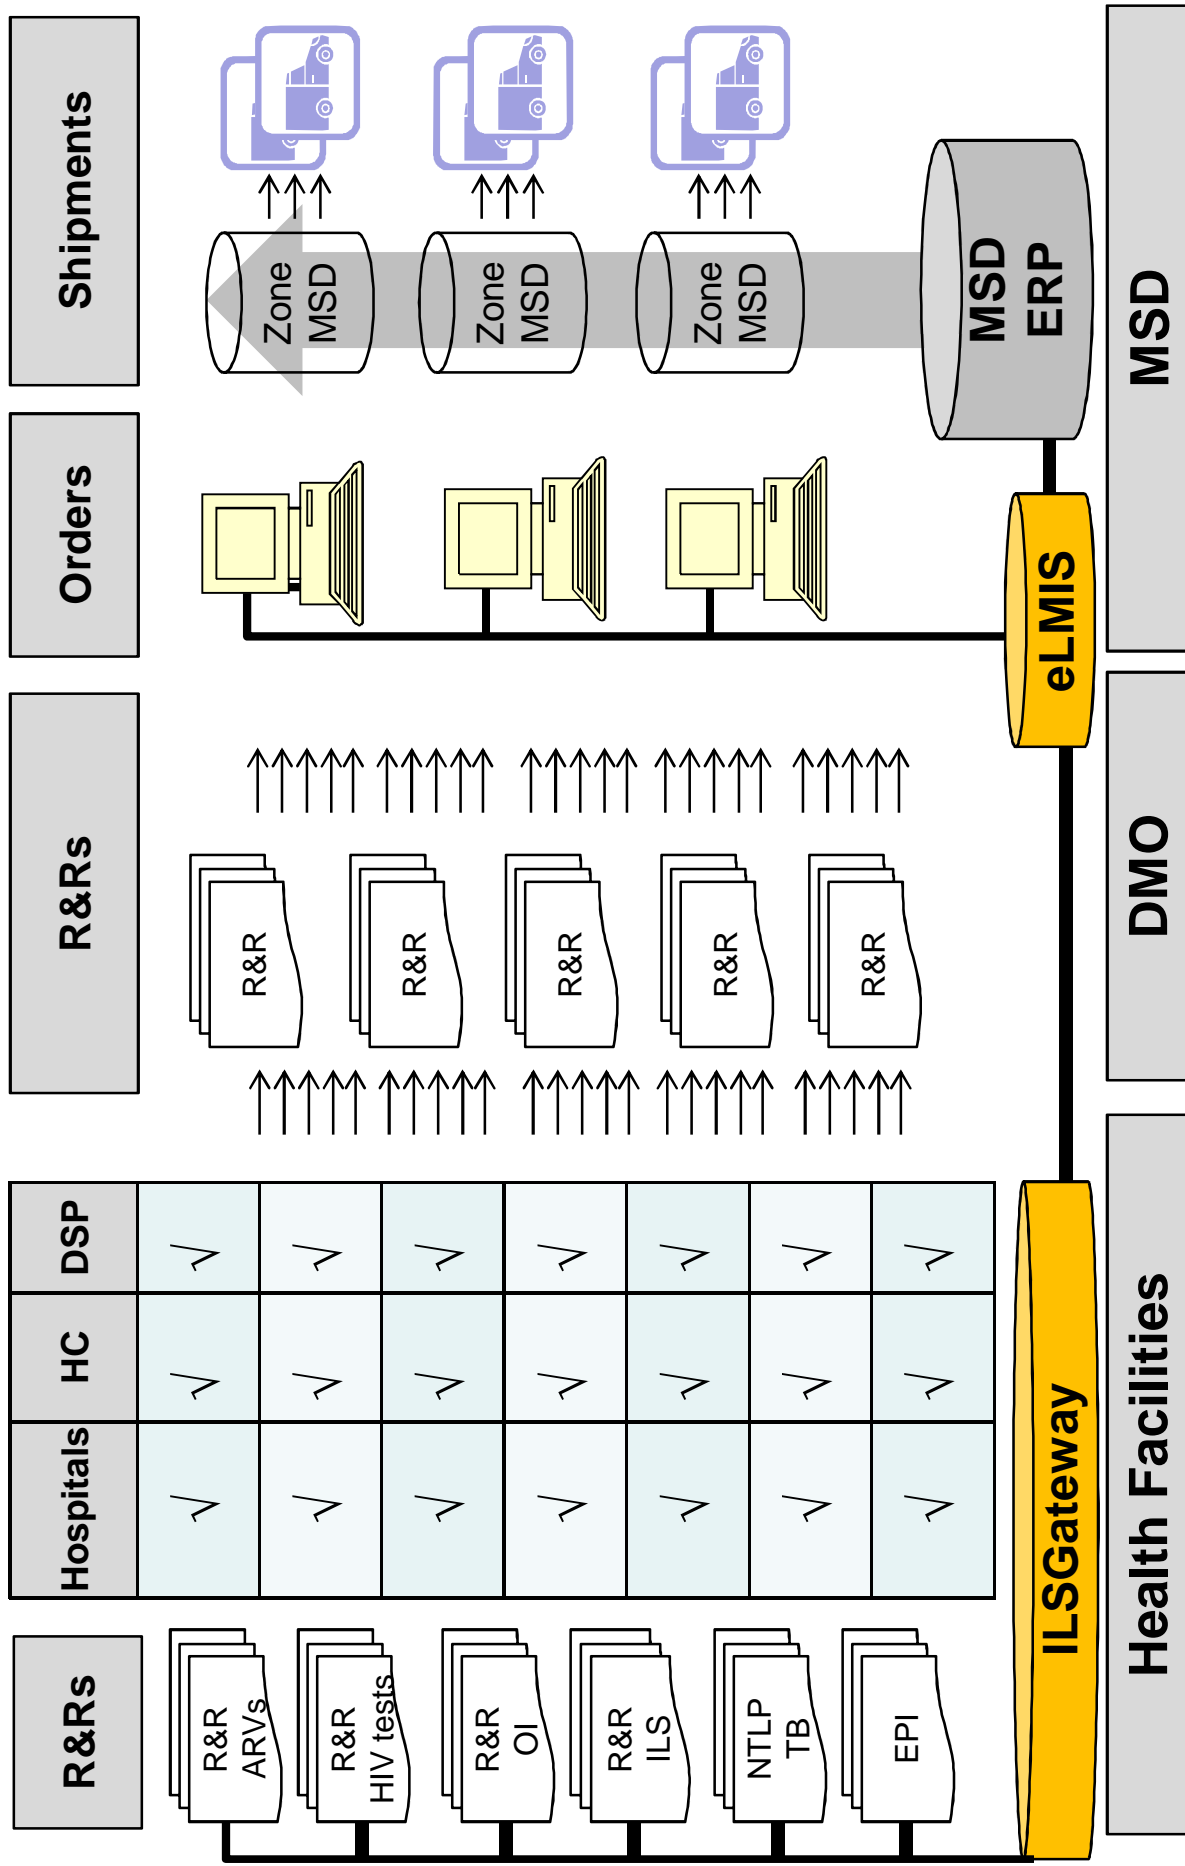 R&Rs
Hospitals
HC
DSP
R&Rs
Orders
Shipments
R&R
ARVs
R&R
HIV tests
R&R
OI
R&R
ILS
NTLP
TB
EPI
√ √ √
√ √ √
√ √ √
√ √ √
√ √ √
√ √ √
√ √ √
R&R
R&R
R&R
R&R
R&R
Zone
MSD
Zone
MSD
Zone
MSD
ILSGateway
eLMIS
MSD
ERP
Health Facilities
DMO
MSD